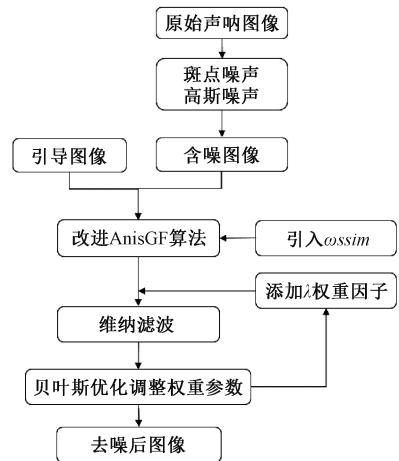 原始声呐图像
斑点噪声
高斯噪声
引导图像
含噪图像
改进AnisGF算法
引入ωssim
添加λ权重因子
维纳滤波
贝叶斯优化调整权重参数
去噪后图像